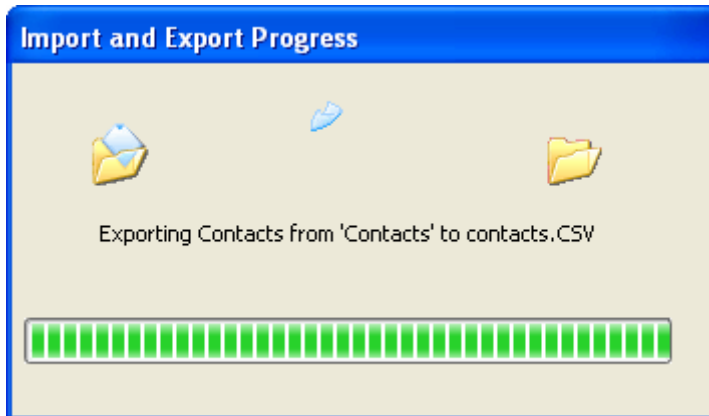 Import and Export Progress
Exporting Contacts from 'Contacts' to contacts.CSV